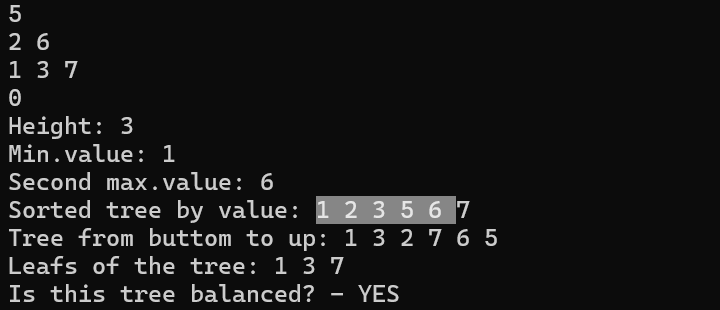 5
2 6
1 3 7
0
Height: 3
Min.value: 1
Second max.value: 6
Sorted tree by value: 1 2 3 5 6 7
Tree from buttom to up: 1 3 2 7 6 5
Leafs of the tree: 1 3 7
Is this tree balanced? - YES